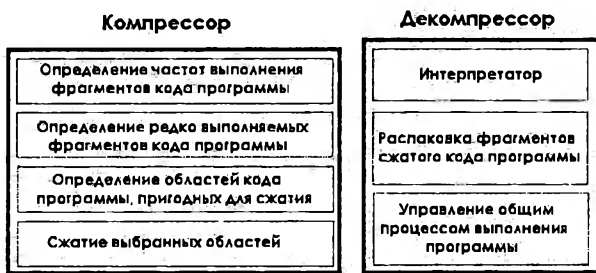 Компрессор
Определение частот выполнения
фрагментов кода программы
Определение редко выполняемых
фрагментов кода программы
Определение областей кода
программы, пригодных для сжатия
Сжатие выбранных областей
Декомпрессор
Интерпретатор
Распаковка фрагментов
сжатого кода программы
Управление общим
процессом выполнения
программы